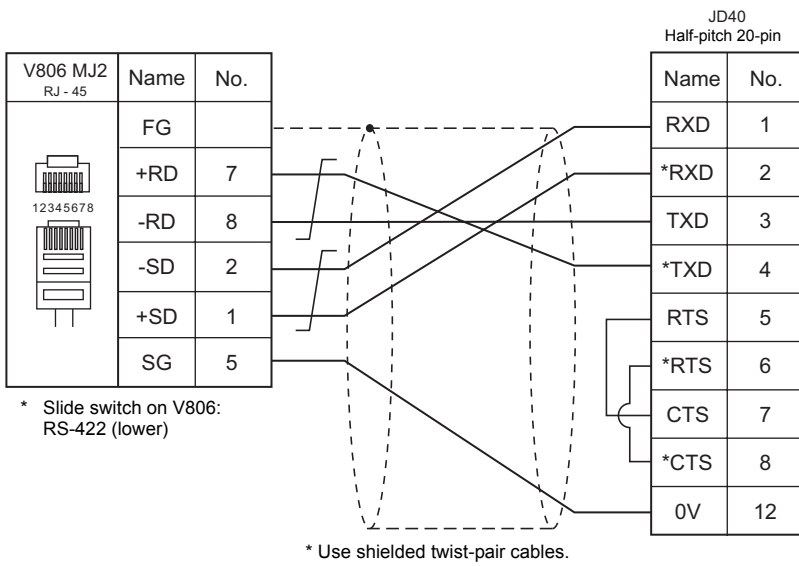 JD40
Half-pitch 20-pin
V806 MJ2
RJ - 45
Name No.
FG
+RD 7
-RD 8
-SD 2
+SD 1
SG 5
12345678
* Slide switch on V806:
RS-422 (lower)
Name No.
RXD 1
*RXD 2
TXD 3
*TXD 4
RTS 5
*RTS 6
CTS 7
*CTS 8
0V 12
* Use shielded twist-pair cables.